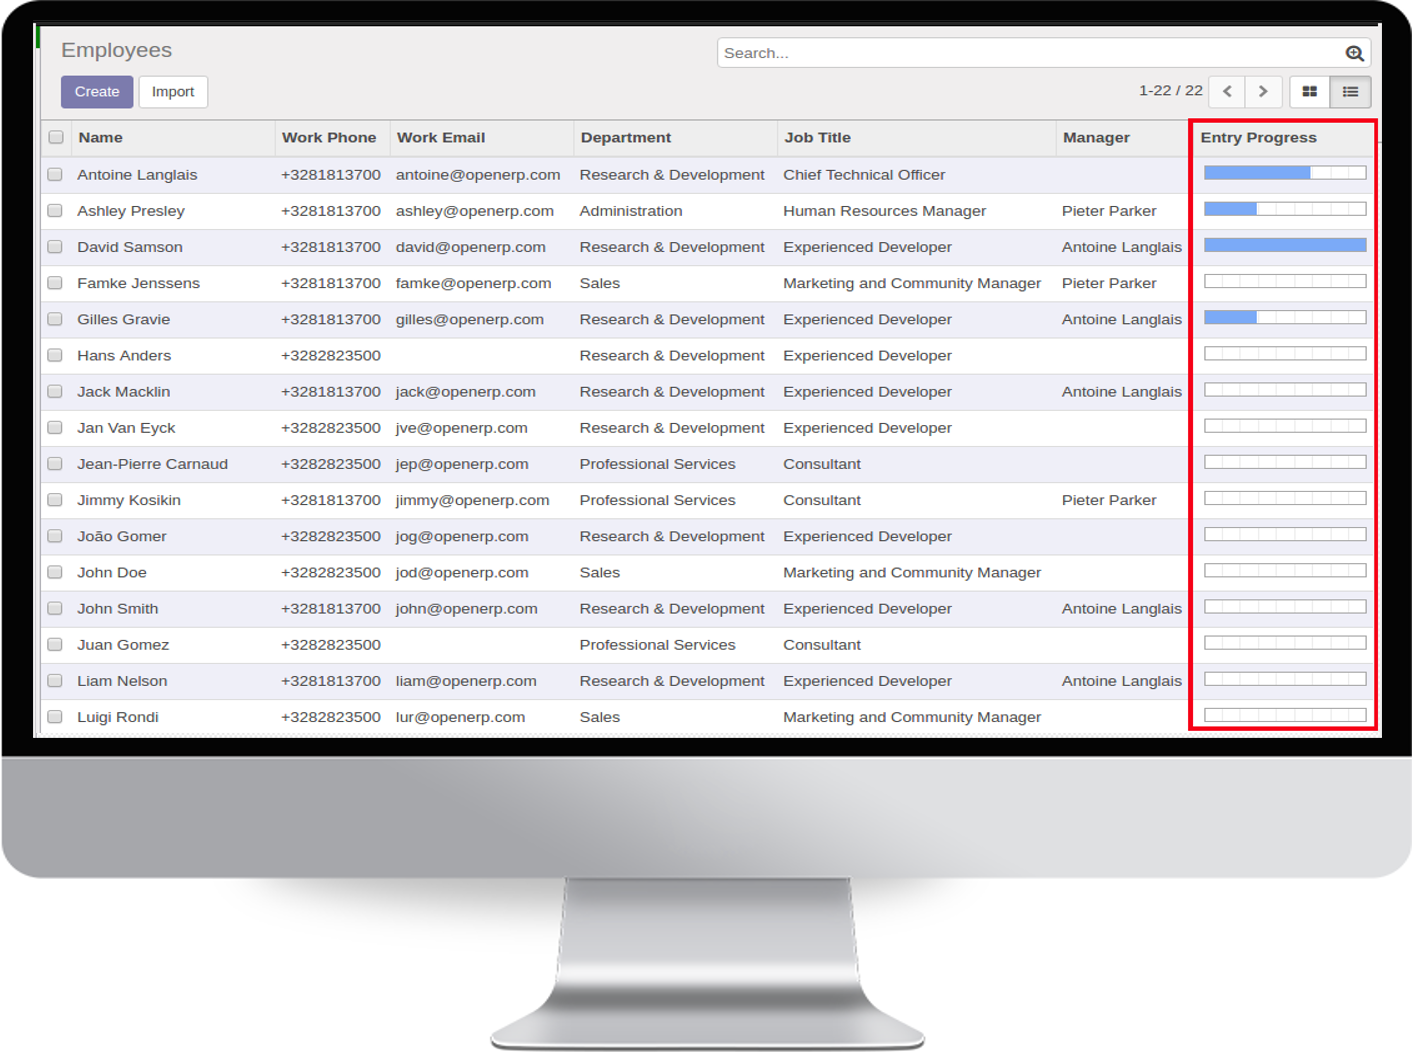 Employees
Search...
Create Import
1-22 / 22
Name Work Phone Work Email Department Job Title Manager Entry Progress
Antoine Langlais +3281813700 antoine@openerp.com Research & Development Chief Technical Officer
Ashley Presley +3281813700 ashley@openerp.com Administration Human Resources Manager Pieter Parker
David Samson +3281813700 david@openerp.com Research & Development Experienced Developer Antoine Langlais
Famke Jenssens +3281813700 famke@openerp.com Sales Marketing and Community Manager Pieter Parker
Gilles Gravie +3281813700 gilles@openerp.com Research & Development Experienced Developer Antoine Langlais
Hans Anders +3282823500 Research & Development Experienced Developer
Jack Macklin +3281813700 jack@openerp.com Research & Development Experienced Developer Antoine Langlais
Jan Van Eyck +3282823500 jve@openerp.com Research & Development Experienced Developer
Jean-Pierre Carnaud +3282823500 jep@openerp.com Professional Services Consultant
Jimmy Kosikin +3281813700 jimmy@openerp.com Professional Services Consultant Pieter Parker
João Gomer +3282823500 jog@openerp.com Research & Development Experienced Developer
John Doe +3282823500 jod@openerp.com Sales Marketing and Community Manager
John Smith +3281813700 john@openerp.com Research & Development Experienced Developer Antoine Langlais
Juan Gomez +3282823500 Professional Services Consultant
Liam Nelson +3281813700 liam@openerp.com Research & Development Experienced Developer Antoine Langlais
Luigi Rondi +3282823500 lur@openerp.com Sales Marketing and Community Manager